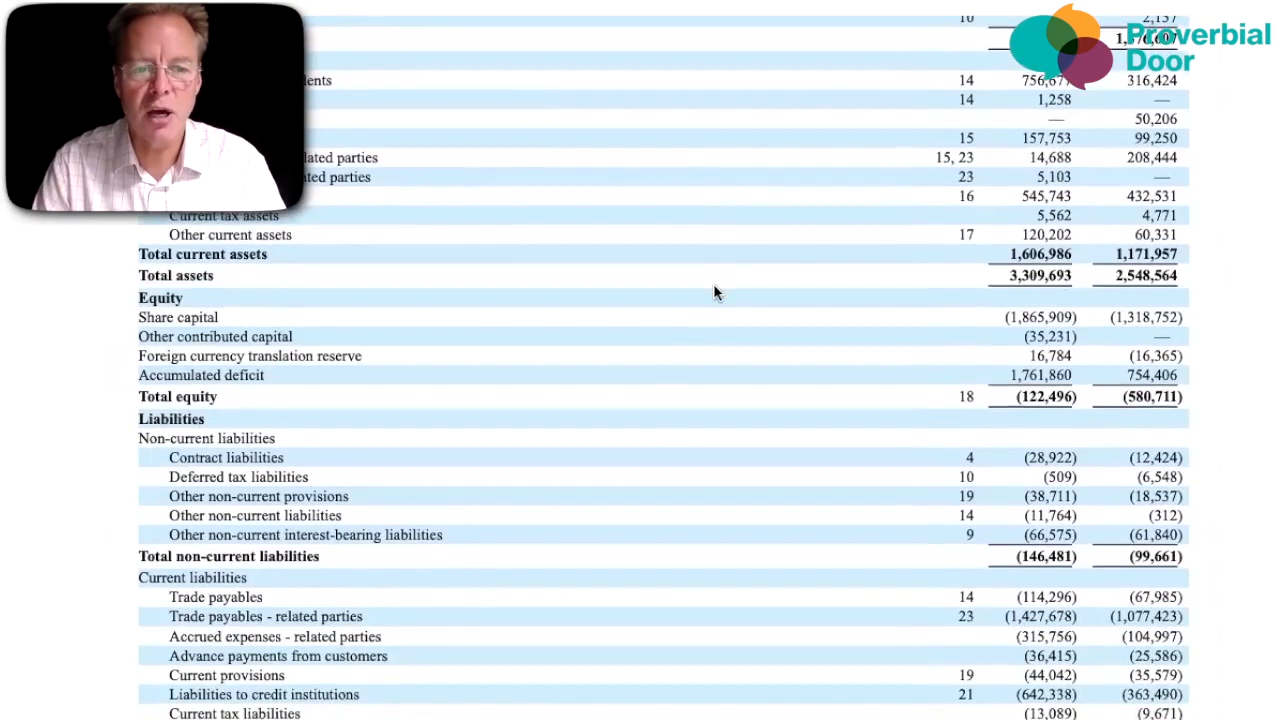 Proverbial
Door
10 2,137
lents 14 756,677 316,424
14 1,258 —
— 50,206
15 157,753 99,250
lated parties 15, 23 14,688 208,444
ated parties 23 5,103 —
16 545,743 432,531
Current tax assets 5,562 4,771
Other current assets 17 120,202 60,331
Total current assets 1,606,986 1,171,957
Total assets 3,309,693 2,548,564
Equity
Share capital (1,865,909) (1,318,752)
Other contributed capital (35,231) —
Foreign currency translation reserve 16,784 (16,365)
Accumulated deficit 1,761,860 754,406
Total equity 18 (122,496) (580,711)
Liabilities
Non-current liabilities
Contract liabilities 4 (28,922) (12,424)
Deferred tax liabilities 10 (509) (6,548)
Other non-current provisions 19 (38,711) (18,537)
Other non-current liabilities 14 (11,764) (312)
Other non-current interest-bearing liabilities 9 (66,575) (61,840)
Total non-current liabilities (146,481) (99,661)
Current liabilities
Trade payables 14 (114,296) (67,985)
Trade payables - related parties 23 (1,427,678) (1,077,423)
Accrued expenses - related parties (315,756) (104,997)
Advance payments from customers (36,415) (25,586)
Current provisions 19 (44,042) (35,579)
Liabilities to credit institutions 21 (642,338) (363,490)
Current tax liabilities (13,089) (9,671)